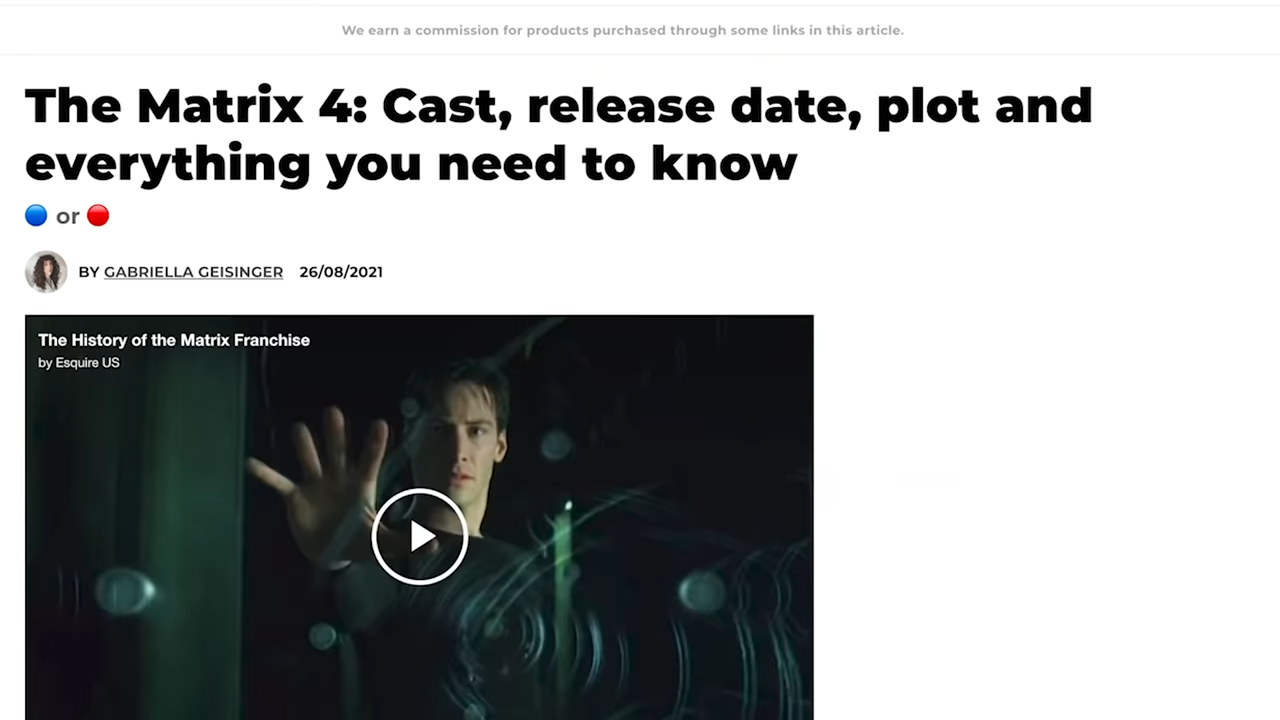 We earn a commission for products purchased through some links in this article.
The Matrix 4: Cast, release date, plot and
everything you need to know
🔵 or 🔴
BY GABRIELLA GEISINGER 26/08/2021
The History of the Matrix Franchise
by Esquire US